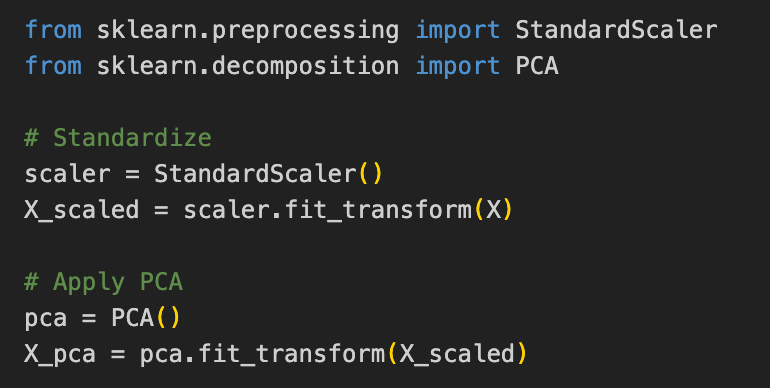 from sklearn.preprocessing import StandardScaler
from sklearn.decomposition import PCA
# Standardize
scaler = StandardScaler()
X_scaled = scaler.fit_transform(X)
# Apply PCA
pca = PCA()
X_pca = pca.fit_transform(X_scaled)